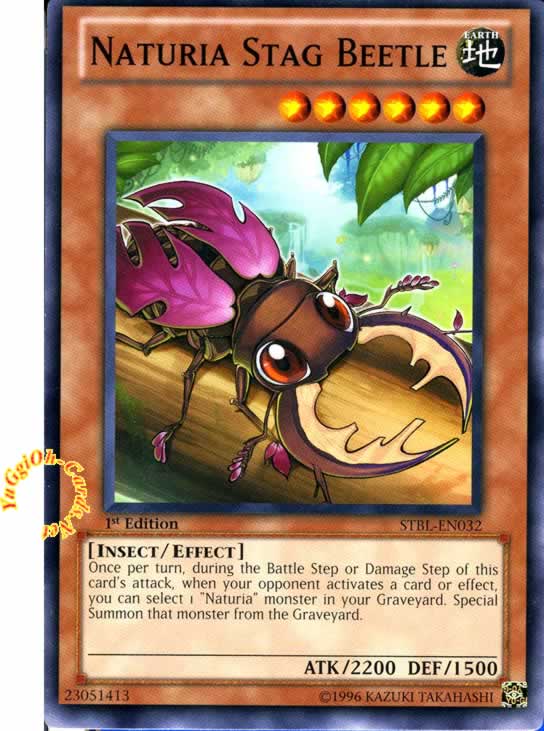 NATURIA STAG BEETLE
EARTH
地
1st Edition
STBL-EN032
[INSECT/EFFECT]
Once per turn, during the Battle Step or Damage Step of this
card's attack, when your opponent activates a card or effect,
you can select 1 "Naturia" monster in your Graveyard. Special
Summon that monster from the Graveyard.
ATK/2200 DEF/1500
23051413
©1996 KAZUKI TAKAHASHI
YuGgiOh-Cards.Net